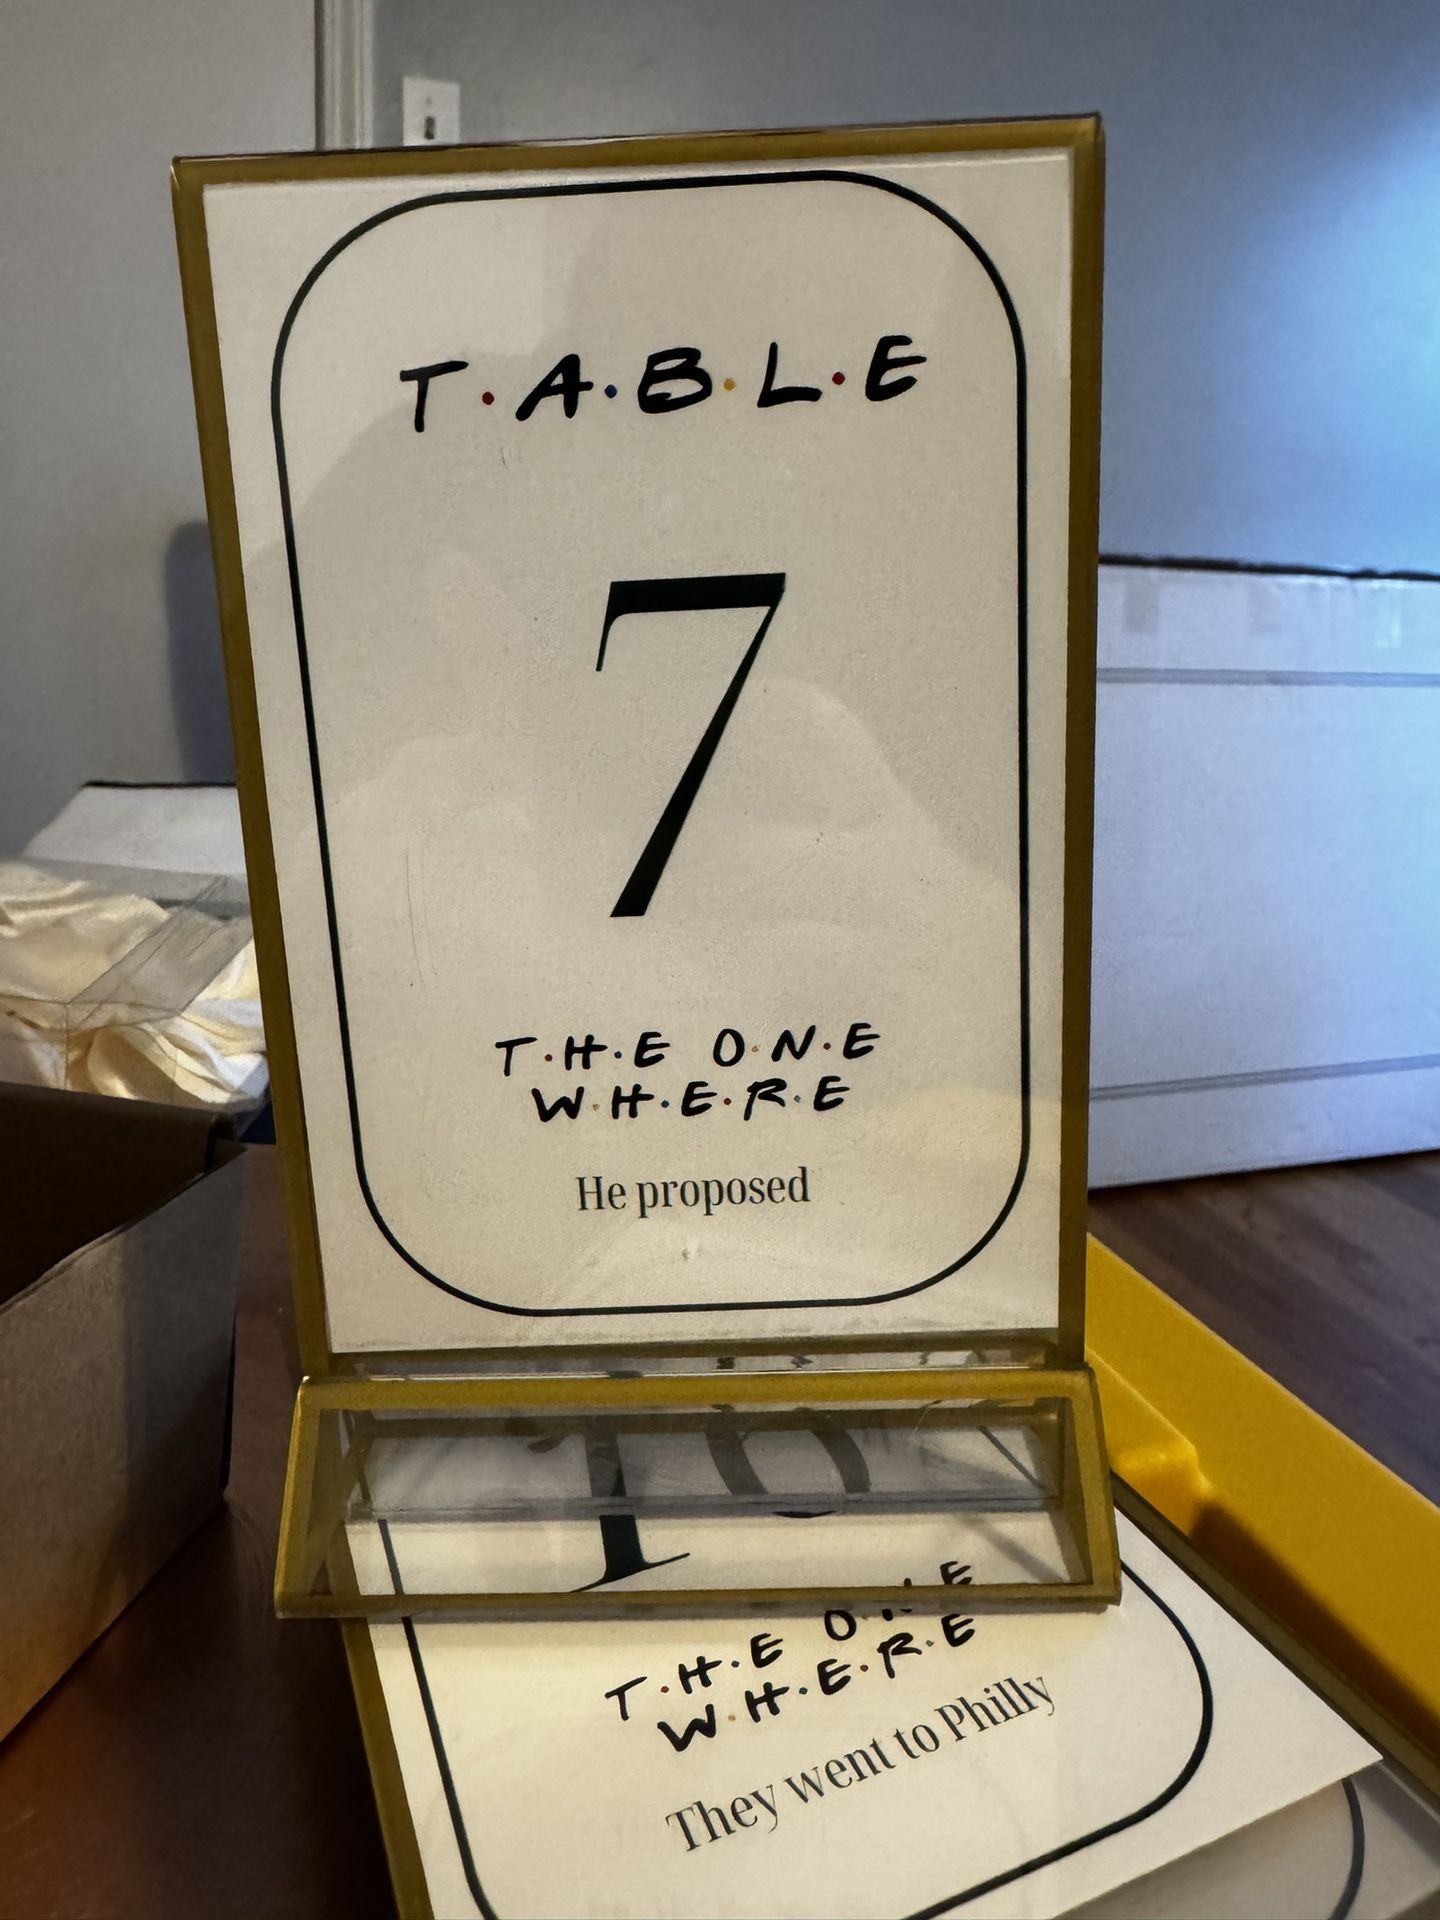 T·A·B·L·E
7
T·H·E O·N·E
W·H·E·R·E
He proposed
T·H·E O·N·E
W·H·E·R·E
They went to Philly